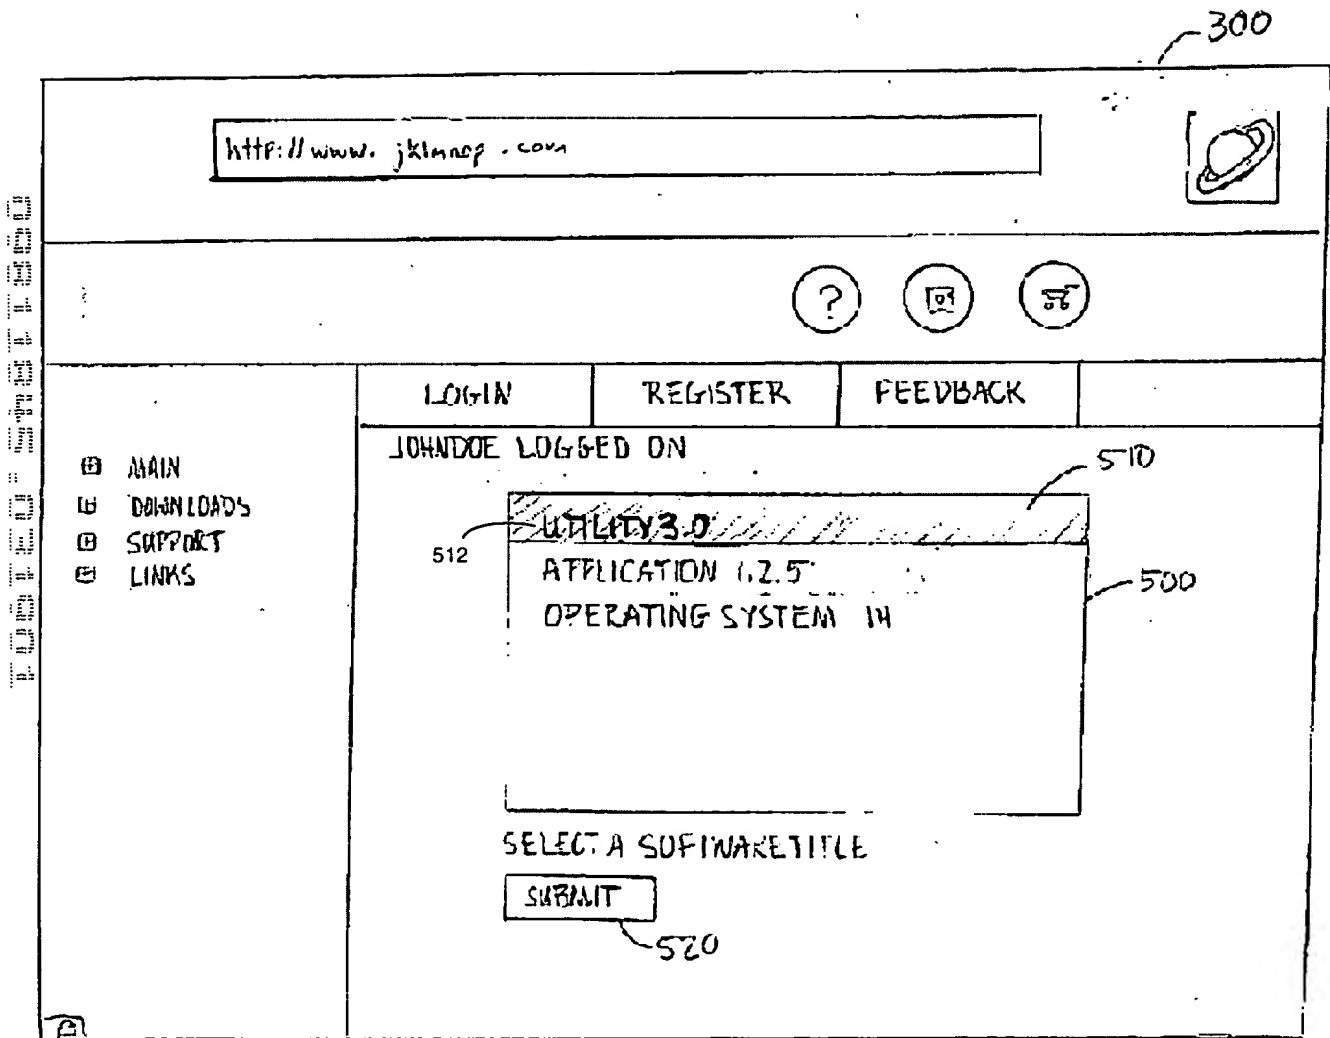 300
http://www.jklmnop.com
?
LOGIN REGISTER FEEDBACK
JOHNDOE LOGGED ON
510
MAIN
DOWNLOADS
SUPPORT
LINKS
512
UTILITY 3.0
APPLICATION 1.2.5
OPERATING SYSTEM
500
SELECT A SOFTWARE TITLE
SUBMIT
520